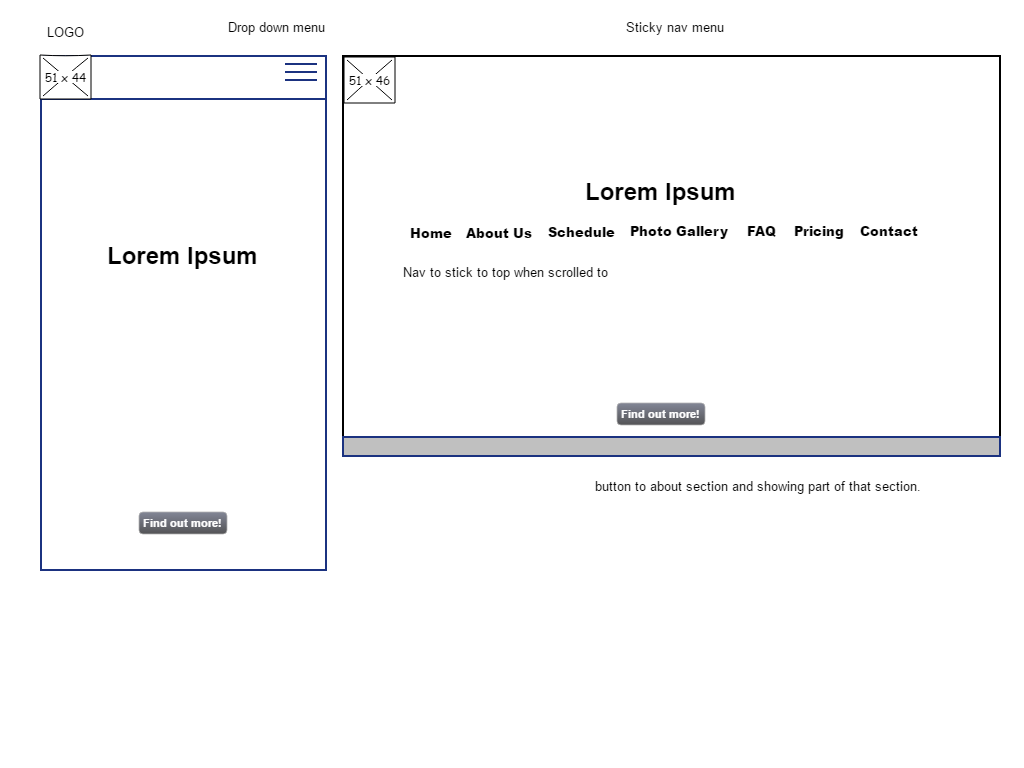 LOGO
Drop down menu
Sticky nav menu
51 x 44
51 x 46
Lorem Ipsum
Find out more!
Lorem Ipsum
Home About Us Schedule Photo Gallery FAQ Pricing Contact
Nav to stick to top when scrolled to
Find out more!
button to about section and showing part of that section.